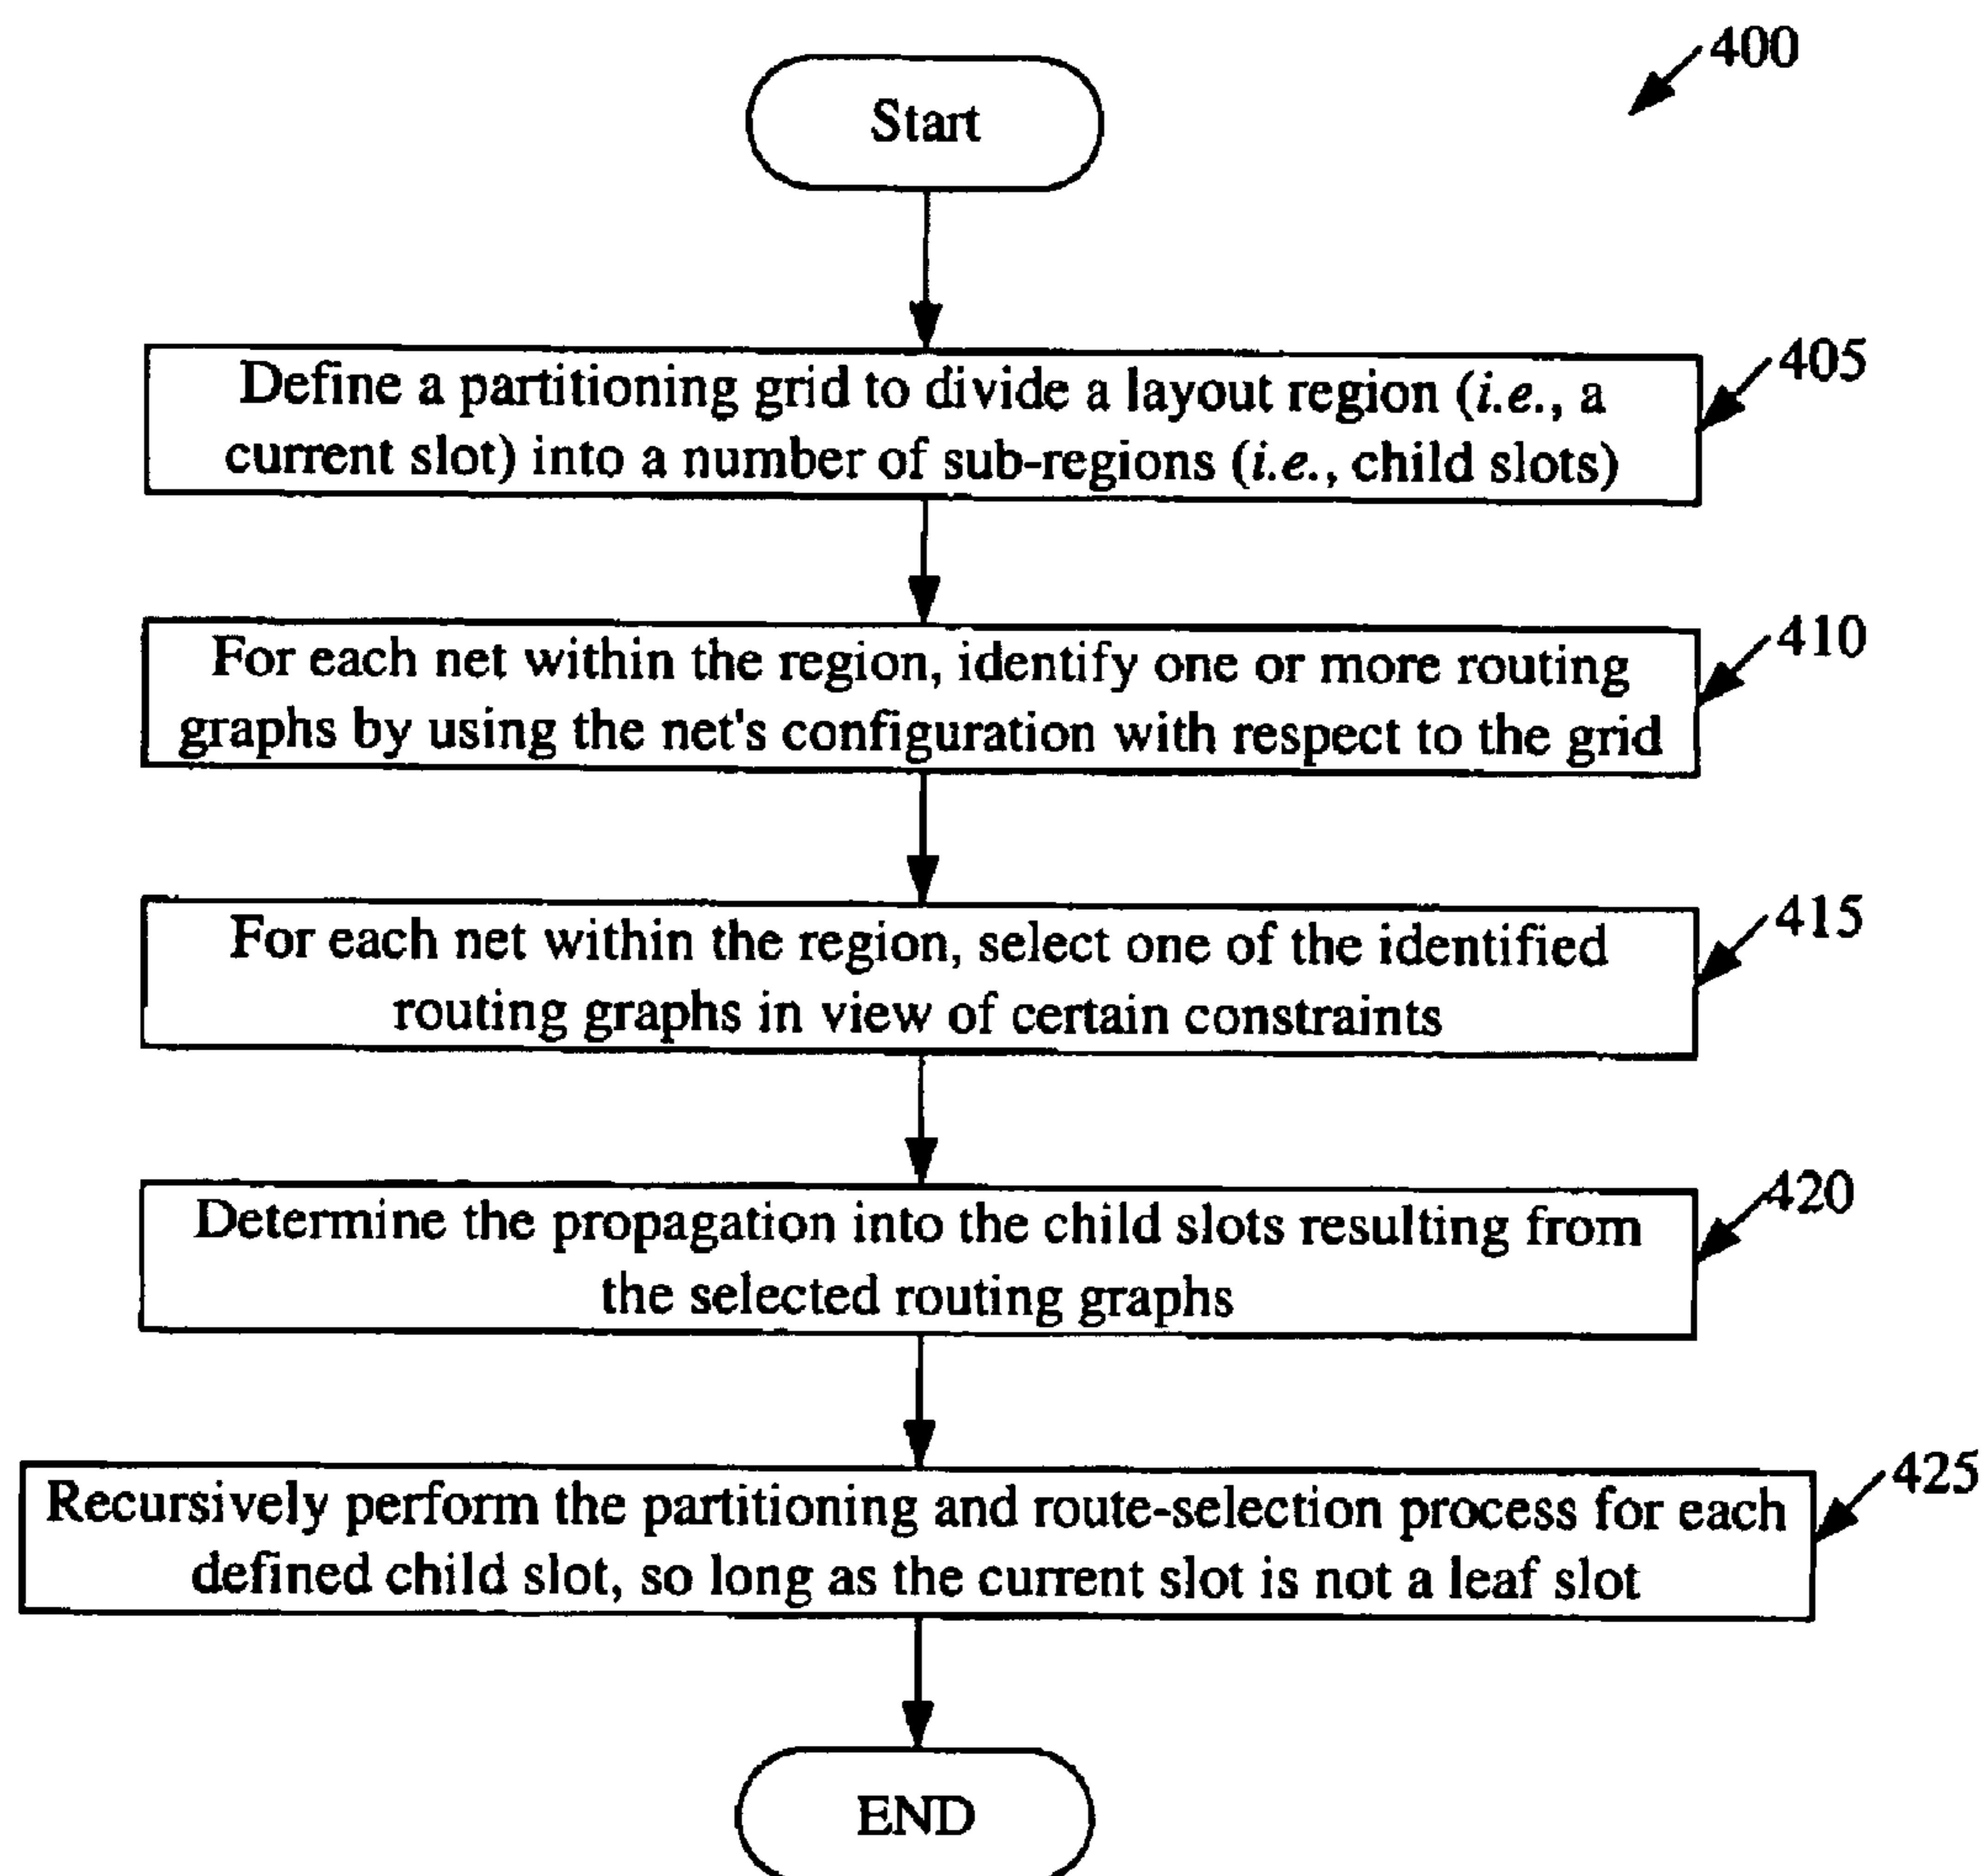 400
Start
Define a partitioning grid to divide a layout region (i.e., a
current slot) into a number of sub-regions (i.e., child slots)
405
For each net within the region, identify one or more routing
graphs by using the net's configuration with respect to the grid
410
For each net within the region, select one of the identified
routing graphs in view of certain constraints
415
Determine the propagation into the child slots resulting from
the selected routing graphs
420
Recursively perform the partitioning and route-selection process for each
defined child slot, so long as the current slot is not a leaf slot
425
END